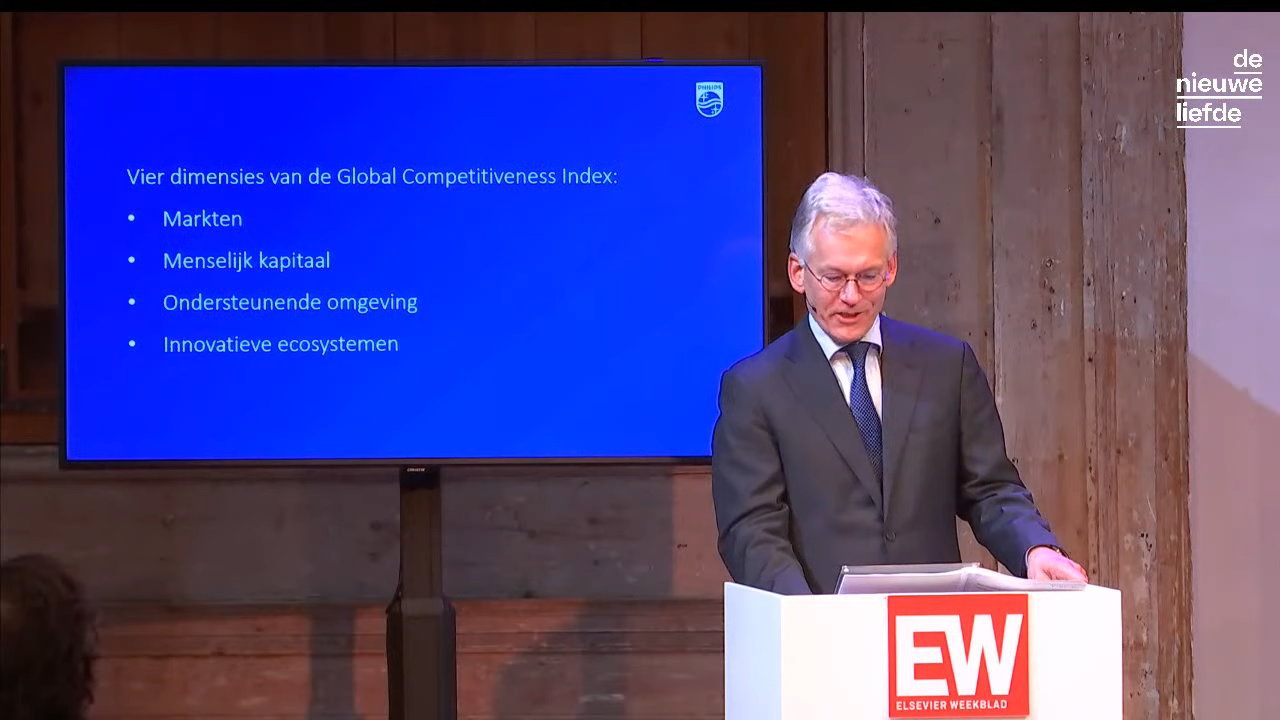 de
nieuwe
liefde
PHILIPS
Vier dimensies van de Global Competitiveness Index:
• Markten
• Menselijk kapitaal
• Ondersteunende omgeving
• Innovatieve ecosystemen
EW
ELSEVIER WEEKBLAD